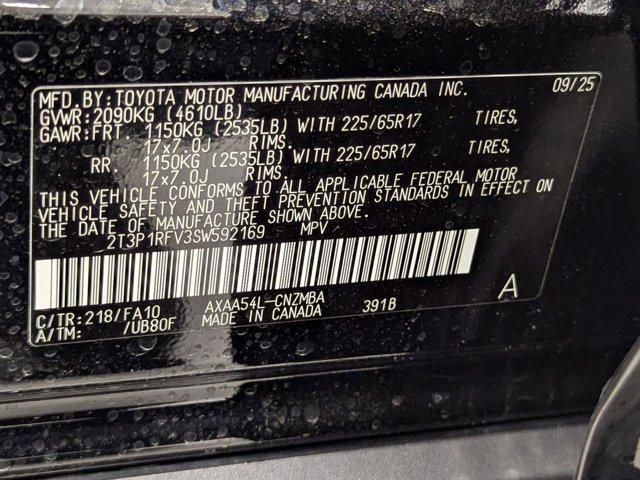 MFD.BY:TOYOTA MOTOR MANUFACTURING CANADA INC. 09/25
GVWR:2090KG (4610LB)
GAWR:FRT. 1150KG (2535LB) WITH 225/65R17 TIRES,
17x7.0J RIMS.
RR. 1150KG (2535LB) WITH 225/65R17 TIRES,
17x7.0J RIMS.
THIS VEHICLE CONFORMS TO ALL APPLICABLE FEDERAL MOTOR
VEHICLE SAFETY AND THEFT PREVENTION STANDARDS IN EFFECT ON
THE DATE OF MANUFACTURE SHOWN ABOVE.
2T3P1RFV3SW592169 MPV
A
C/TR:218/FA10 AXAA54L-CNZMBA 391B
A/TM: /UB80F MADE IN CANADA